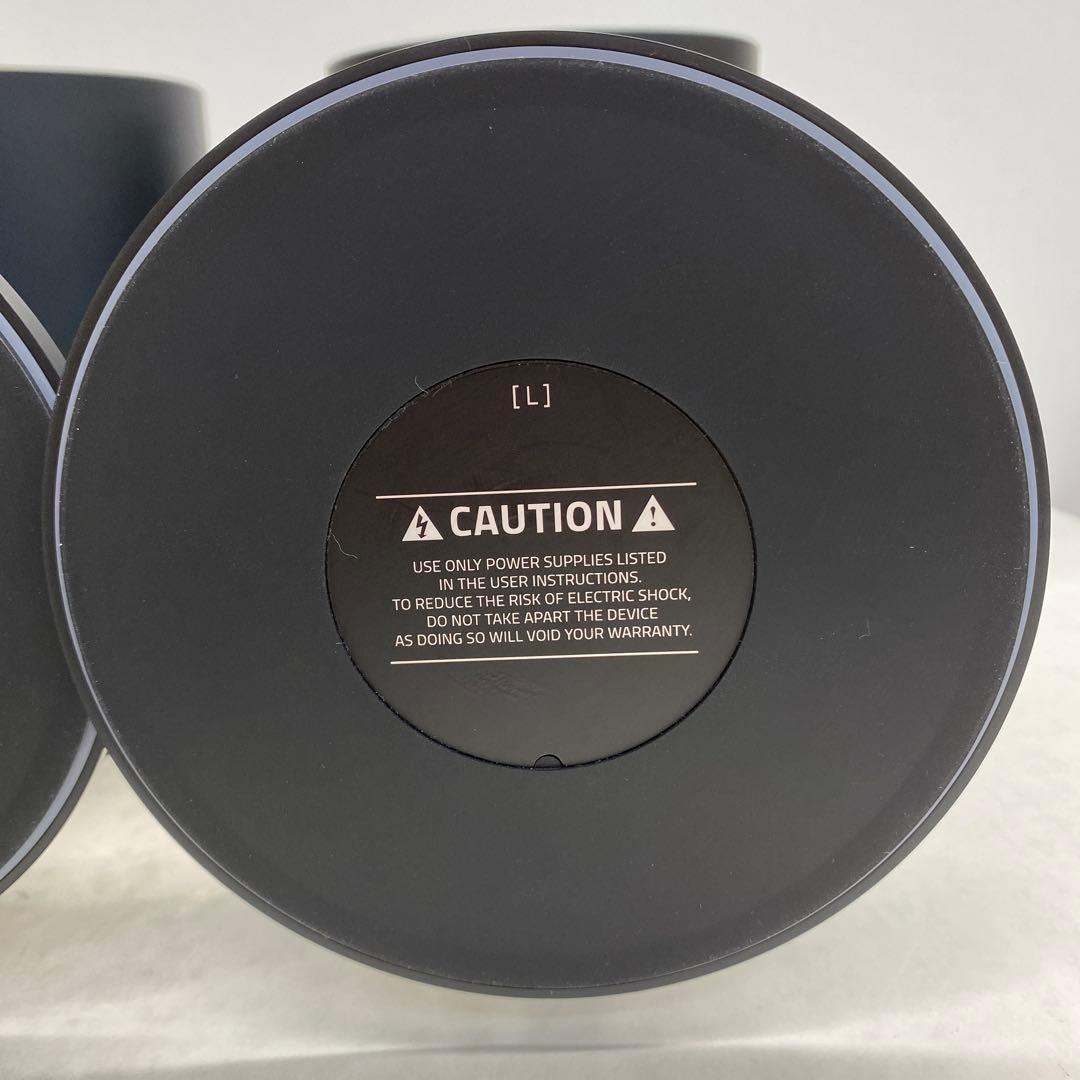 [L]
CAUTION
USE ONLY POWER SUPPLIES LISTED
IN THE USER INSTRUCTIONS.
TO REDUCE THE RISK OF ELECTRIC SHOCK,
DO NOT TAKE APART THE DEVICE
AS DOING SO WILL VOID YOUR WARRANTY.